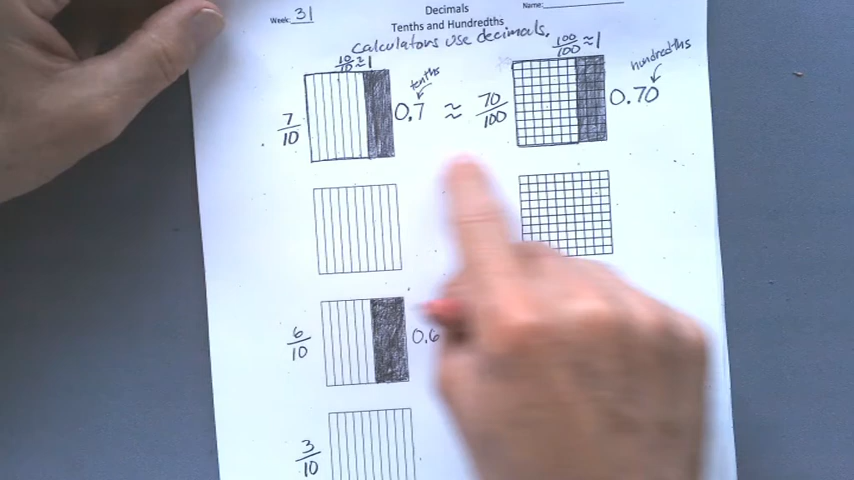 Week: 31
Decimals
Name:
Tenths and Hundredths
Calculators use decimals.
10/10 ≈ 1
100/100 ≈ 1
tenths
hundredths
7/10
0.7 ≈ 70/100
0.70
6/10
0.6
3/10